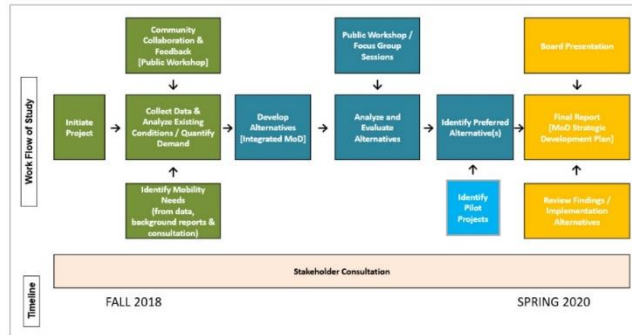 Work Flow of Study
Community
Collaboration &
Feedback
[Public Workshop]
Public Workshop /
Focus Group
Sessions
Board Presentation
Initiate
Project
Collect Data &
Analyze Existing
Conditions / Quantify
Demand
Develop
Alternatives
[Integrated MoD]
Analyze and
Evaluate Alternatives
Identify Preferred
Alternative(s)
Final Report
[MoD Strategic
Development Plan]
Identify Mobility
Needs
(from data,
background reports &
consultation)
Identify
Pilot
Projects
Review Findings /
Implementation
Alternatives
Timeline
Stakeholder Consultation
FALL 2018
SPRING 2020